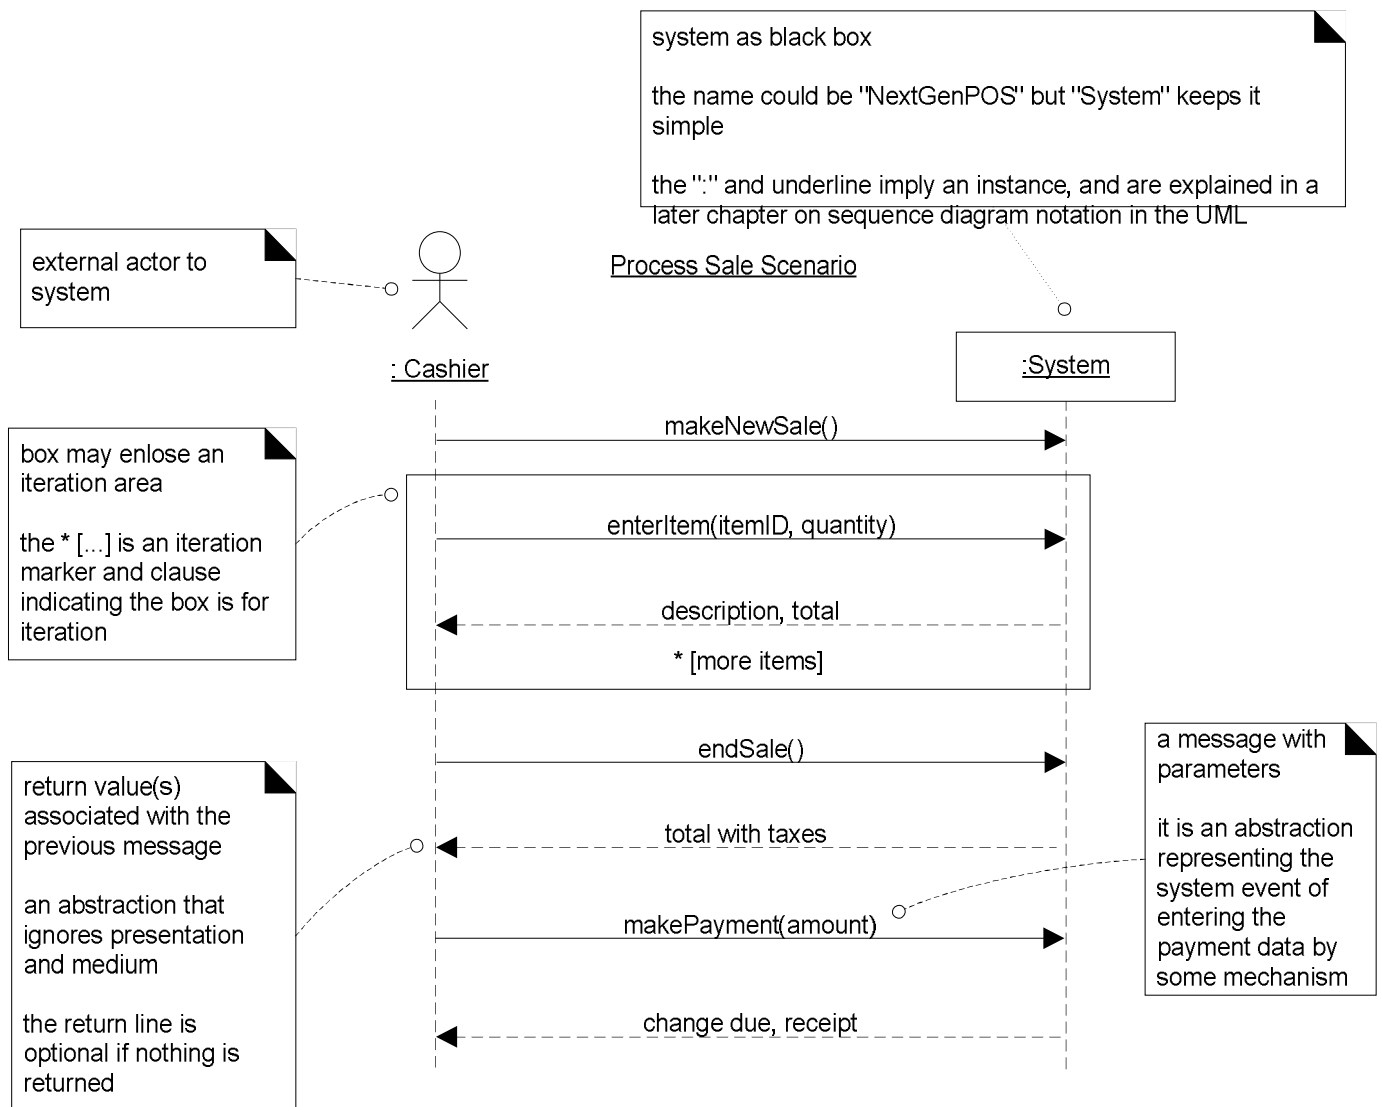 system as black box
the name could be "NextGenPOS" but "System" keeps it
simple
the ":" and underline imply an instance, and are explained in a
later chapter on sequence diagram notation in the UML
external actor to
system
Process Sale Scenario
: Cashier
:System
makeNewSale()
box may enlose an
iteration area
the * [...] is an iteration
marker and clause
indicating the box is for
iteration
enterItem(itemID, quantity)
description, total
* [more items]
endSale()
a message with
parameters
it is an abstraction
representing the
system event of
entering the
payment data by
some mechanism
return value(s)
associated with the
previous message
an abstraction that
ignores presentation
and medium
the return line is
optional if nothing is
returned
total with taxes
makePayment(amount)
change due, receipt